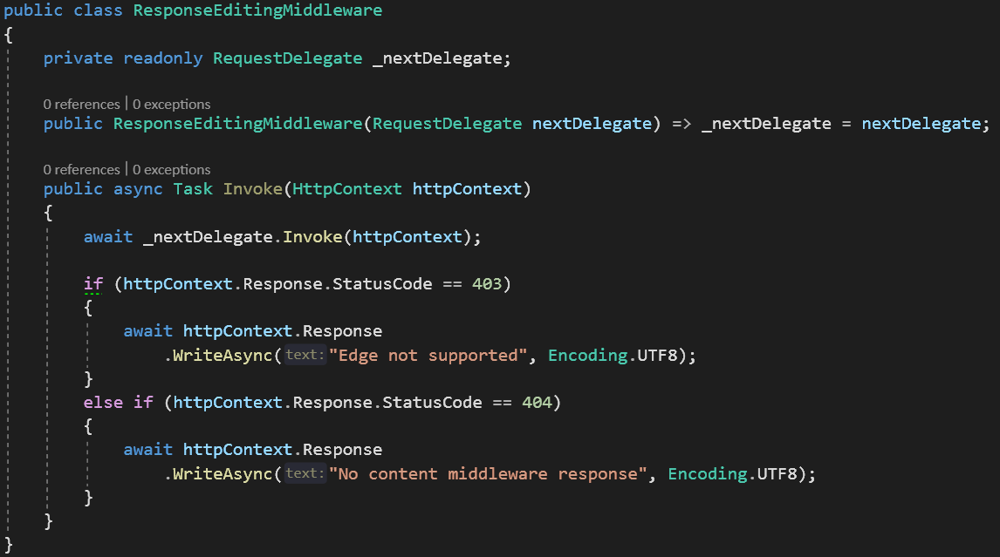 public class ResponseEditingMiddleware
{
    private readonly RequestDelegate _nextDelegate;

    0 references | 0 exceptions
    public ResponseEditingMiddleware(RequestDelegate nextDelegate) => _nextDelegate = nextDelegate;

    0 references | 0 exceptions
    public async Task Invoke(HttpContext httpContext)
    {
        await _nextDelegate.Invoke(httpContext);

        if (httpContext.Response.StatusCode == 403)
        {
            await httpContext.Response
                .WriteAsync(text: "Edge not supported", Encoding.UTF8);
        }
        else if (httpContext.Response.StatusCode == 404)
        {
            await httpContext.Response
                .WriteAsync(text: "No content middleware response", Encoding.UTF8);
        }
    }
}